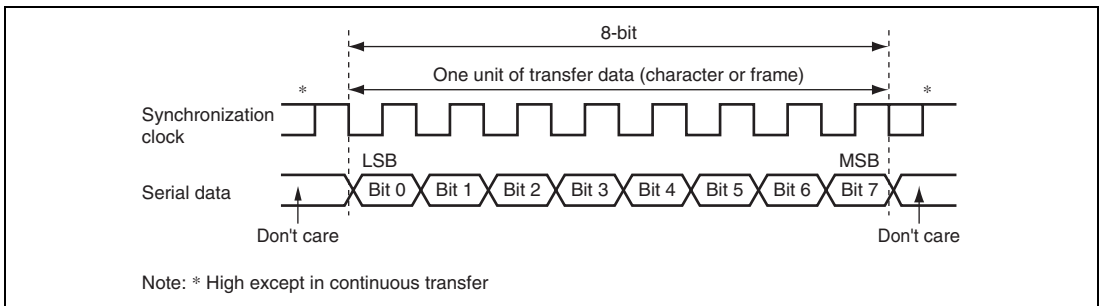 8-bit
One unit of transfer data (character or frame)
* *
Synchronization
clock
LSB MSB
Serial data Bit 0 Bit 1 Bit 2 Bit 3 Bit 4 Bit 5 Bit 6 Bit 7
Don't care Don't care
Note: * High except in continuous transfer